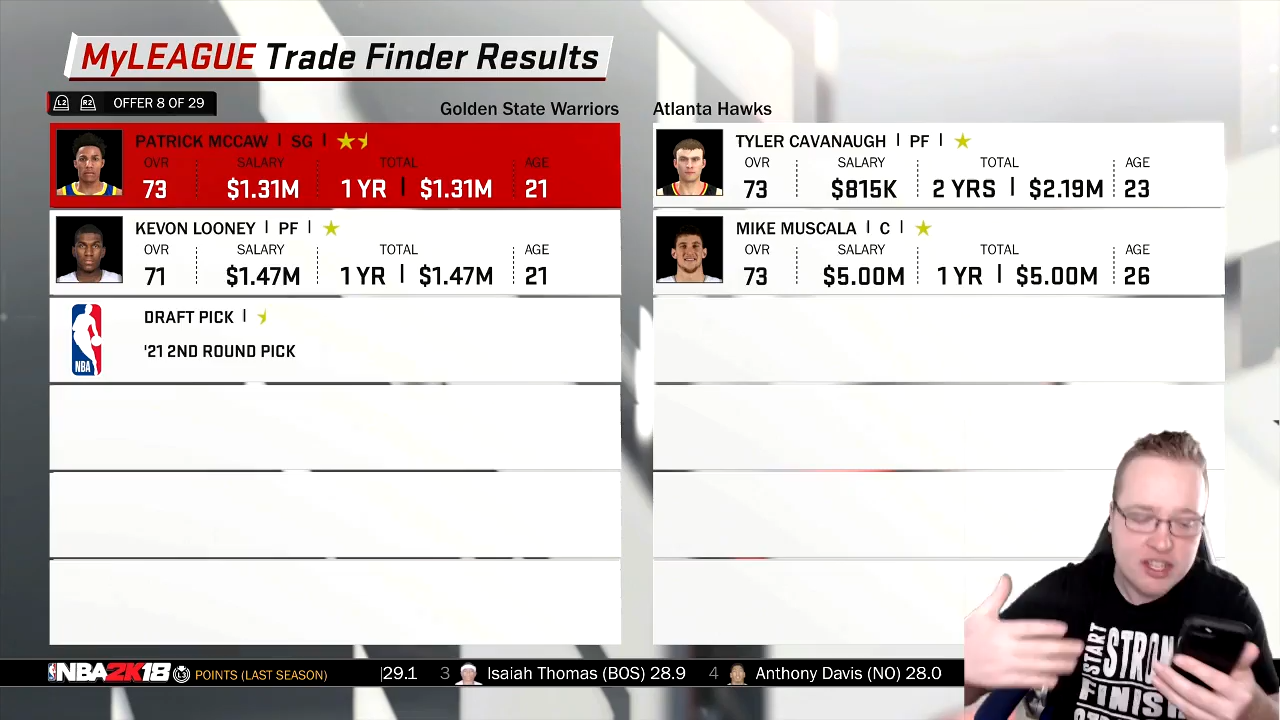 MyLEAGUE Trade Finder Results
L2 R2 OFFER 8 OF 29
Golden State Warriors
Atlanta Hawks
PATRICK MCCAW | SG |
OVR SALARY TOTAL AGE
73 $1.31M 1 YR | $1.31M 21
KEVON LOONEY | PF |
OVR SALARY TOTAL AGE
71 $1.47M 1 YR | $1.47M 21
DRAFT PICK |
NBA
'21 2ND ROUND PICK
TYLER CAVANAUGH | PF |
OVR SALARY TOTAL AGE
73 $815K 2 YRS | $2.19M 23
MIKE MUSCALA | C |
OVR SALARY TOTAL AGE
73 $5.00M 1 YR | $5.00M 26
START
STRONG
FINISH
NBA2K18 POINTS (LAST SEASON) 29.1 3 Isaiah Thomas (BOS) 28.9 4 Anthony Davis (NO) 28.0